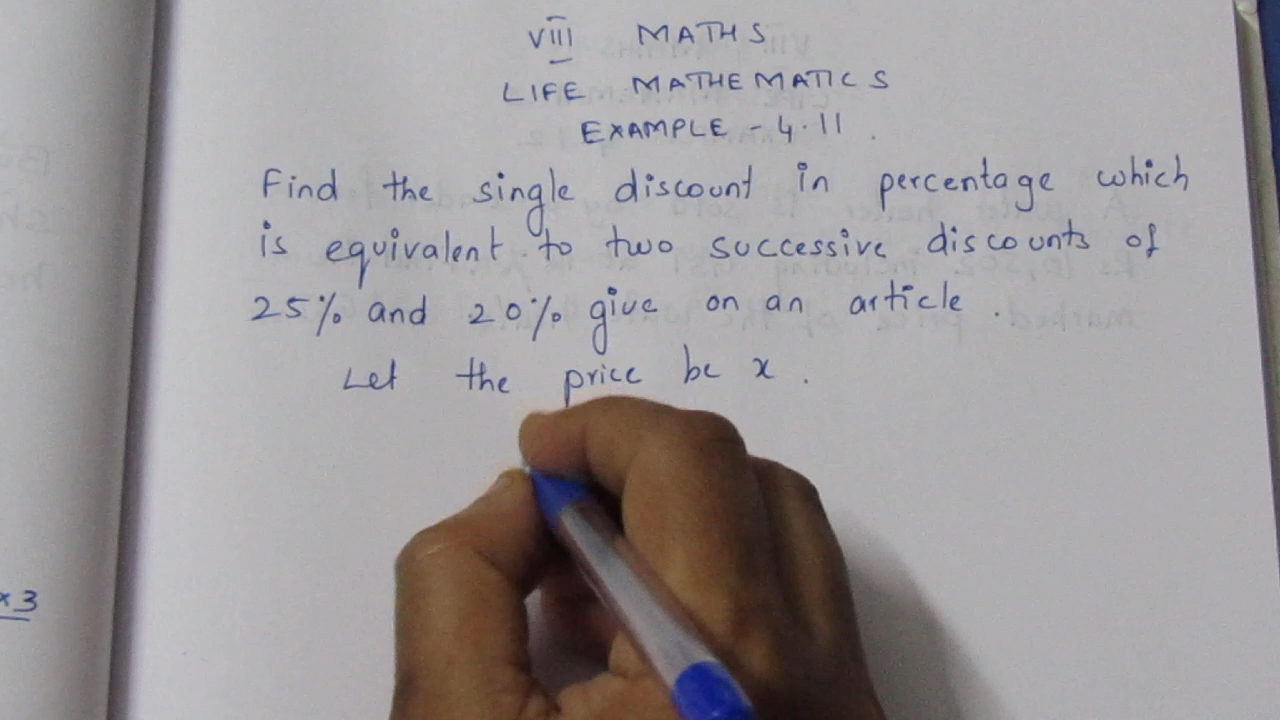 VIII MATHS
LIFE MATHEMATICS
EXAMPLE - 4.11.
Find the single discount in percentage which
is equivalent to two successive discounts of
25% and 20% give on an article.
Let the price be x.
x 3